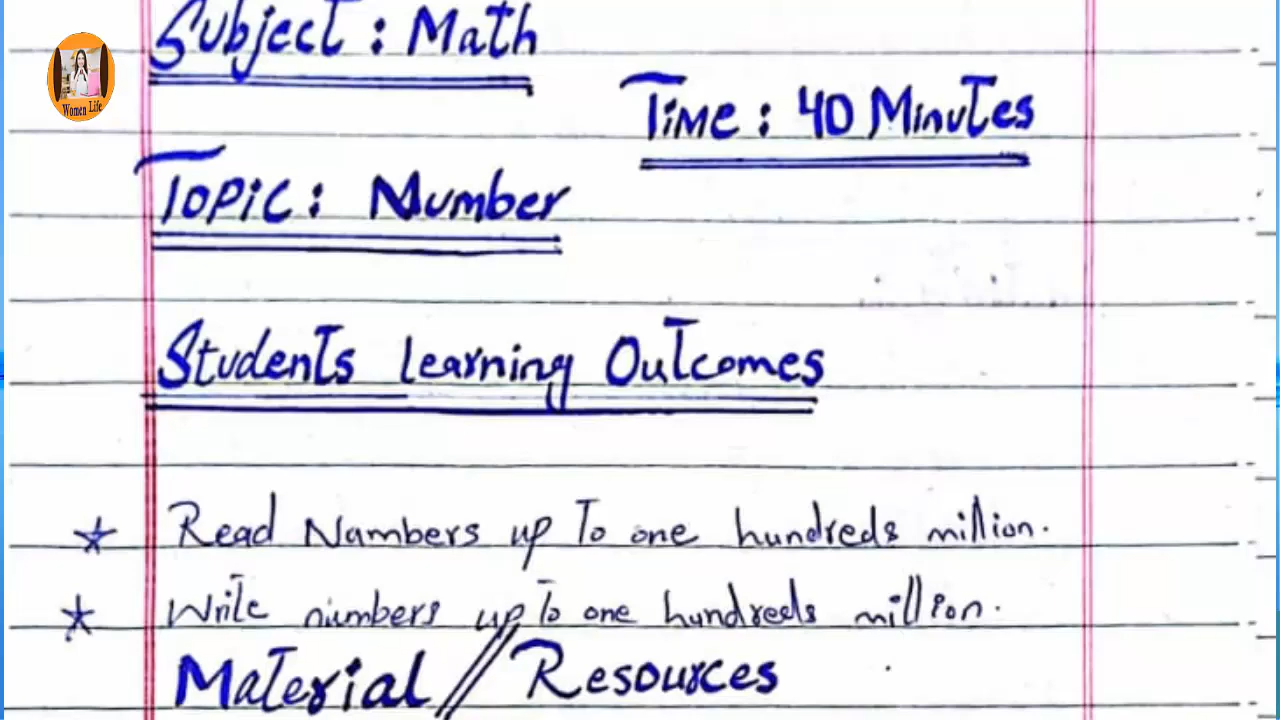 Subject : Math
Women Life
Time : 40 Minutes
Topic : Number
Students learning Outcomes
Read Numbers up To one hundreds million.
Write numbers up To one hundreds million.
Material // Resources